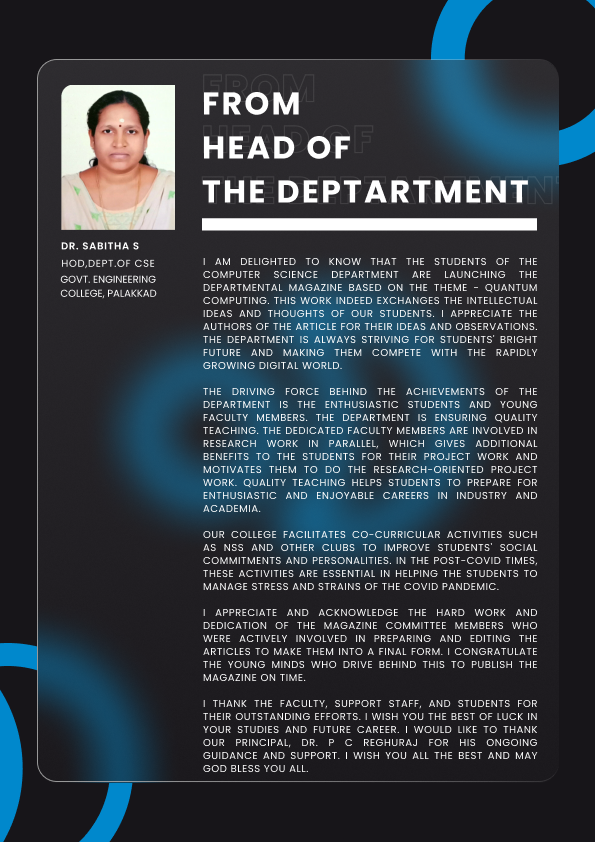 FROM
HEAD OF
THE DEPTARTMENT
DR. SABITHA S
HOD,DEPT.OF CSE
GOVT. ENGINEERING
COLLEGE, PALAKKAD
I AM DELIGHTED TO KNOW THAT THE STUDENTS OF THE
COMPUTER SCIENCE DEPARTMENT ARE LAUNCHING THE
DEPARTMENTAL MAGAZINE BASED ON THE THEME - QUANTUM
COMPUTING. THIS WORK INDEED EXCHANGES THE INTELLECTUAL
IDEAS AND THOUGHTS OF OUR STUDENTS. I APPRECIATE THE
AUTHORS OF THE ARTICLE FOR THEIR IDEAS AND OBSERVATIONS.
THE DEPARTMENT IS ALWAYS STRIVING FOR STUDENTS' BRIGHT
FUTURE AND MAKING THEM COMPETE WITH THE RAPIDLY
GROWING DIGITAL WORLD.
THE DRIVING FORCE BEHIND THE ACHIEVEMENTS OF THE
DEPARTMENT IS THE ENTHUSIASTIC STUDENTS AND YOUNG
FACULTY MEMBERS. THE DEPARTMENT IS ENSURING QUALITY
TEACHING. THE DEDICATED FACULTY MEMBERS ARE INVOLVED IN
RESEARCH WORK IN PARALLEL, WHICH GIVES ADDITIONAL
BENEFITS TO THE STUDENTS FOR THEIR PROJECT WORK AND
MOTIVATES THEM TO DO THE RESEARCH-ORIENTED PROJECT
WORK. QUALITY TEACHING HELPS STUDENTS TO PREPARE FOR
ENTHUSIASTIC AND ENJOYABLE CAREERS IN INDUSTRY AND
ACADEMIA.
OUR COLLEGE FACILITATES CO-CURRICULAR ACTIVITIES SUCH
AS NSS AND OTHER CLUBS TO IMPROVE STUDENTS' SOCIAL
COMMITMENTS AND PERSONALITIES. IN THE POST-COVID TIMES,
THESE ACTIVITIES ARE ESSENTIAL IN HELPING THE STUDENTS TO
MANAGE STRESS AND STRAINS OF THE COVID PANDEMIC.
I APPRECIATE AND ACKNOWLEDGE THE HARD WORK AND
DEDICATION OF THE MAGAZINE COMMITTEE MEMBERS WHO
WERE ACTIVELY INVOLVED IN PREPARING AND EDITING THE
ARTICLES TO MAKE THEM INTO A FINAL FORM. I CONGRATULATE
THE YOUNG MINDS WHO DRIVE BEHIND THIS TO PUBLISH THE
MAGAZINE ON TIME.
I THANK THE FACULTY, SUPPORT STAFF, AND STUDENTS FOR
THEIR OUTSTANDING EFFORTS. I WISH YOU THE BEST OF LUCK IN
YOUR STUDIES AND FUTURE CAREER. I WOULD LIKE TO THANK
OUR PRINCIPAL, DR. P C REGHURAJ FOR HIS ONGOING
GUIDANCE AND SUPPORT. I WISH YOU ALL THE BEST AND MAY
GOD BLESS YOU ALL.